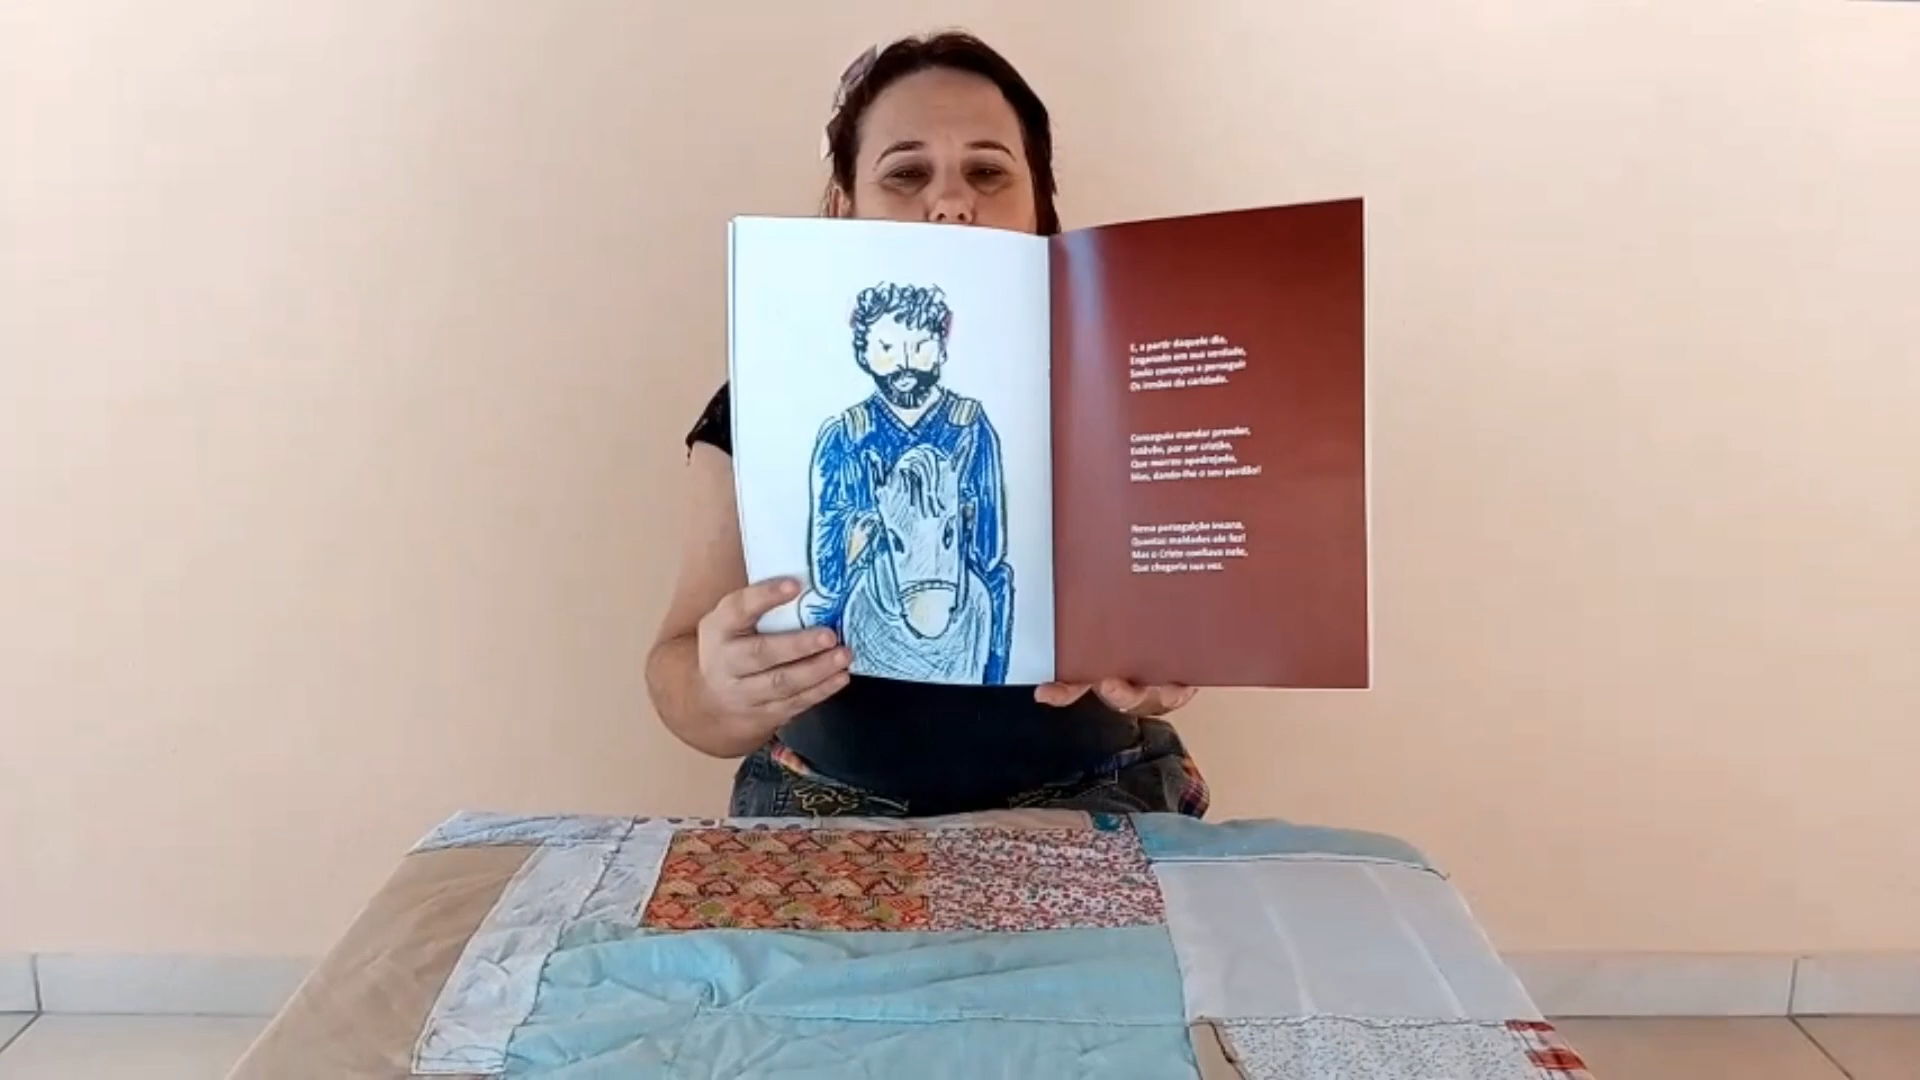 E, a partir daquele dia,
Enganado em sua verdade,
Saulo começou a perseguir
Os irmãos da caridade.
Conseguiu mandar prender,
Estêvão, por ser cristão,
Que morreu apedrejado,
Mas, dando-lhe o seu perdão!
Nessa perseguição insana,
Quantas maldades ele fez!
Mas o Cristo confiava nele,
Que chegaria sua vez.